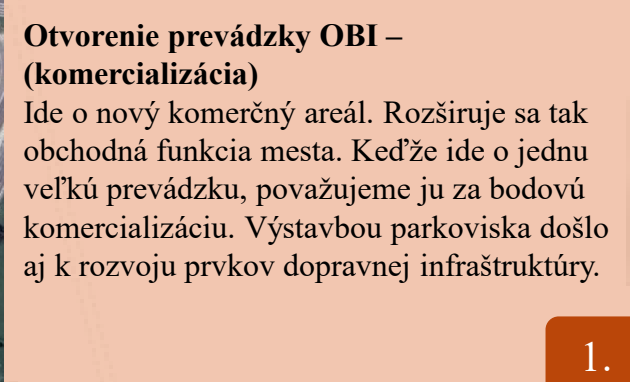 Otvorenie prevádzky OBI –
(komercializácia)
Ide o nový komerčný areál. Rozširuje sa tak
obchodná funkcia mesta. Keďže ide o jednu
veľkú prevádzku, považujeme ju za bodovú
komercializáciu. Výstavbou parkoviska došlo
aj k rozvoju prvkov dopravnej infraštruktúry.
1.